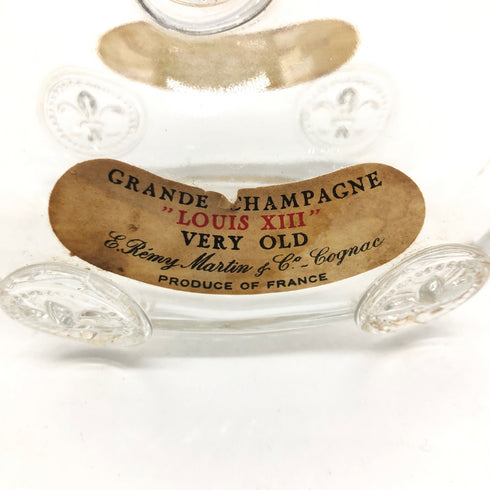 GRANDE CHAMPAGNE
"LOUIS XIII"
VERY OLD
E. Rémy Martin & Co. - Cognac
PRODUCE OF FRANCE